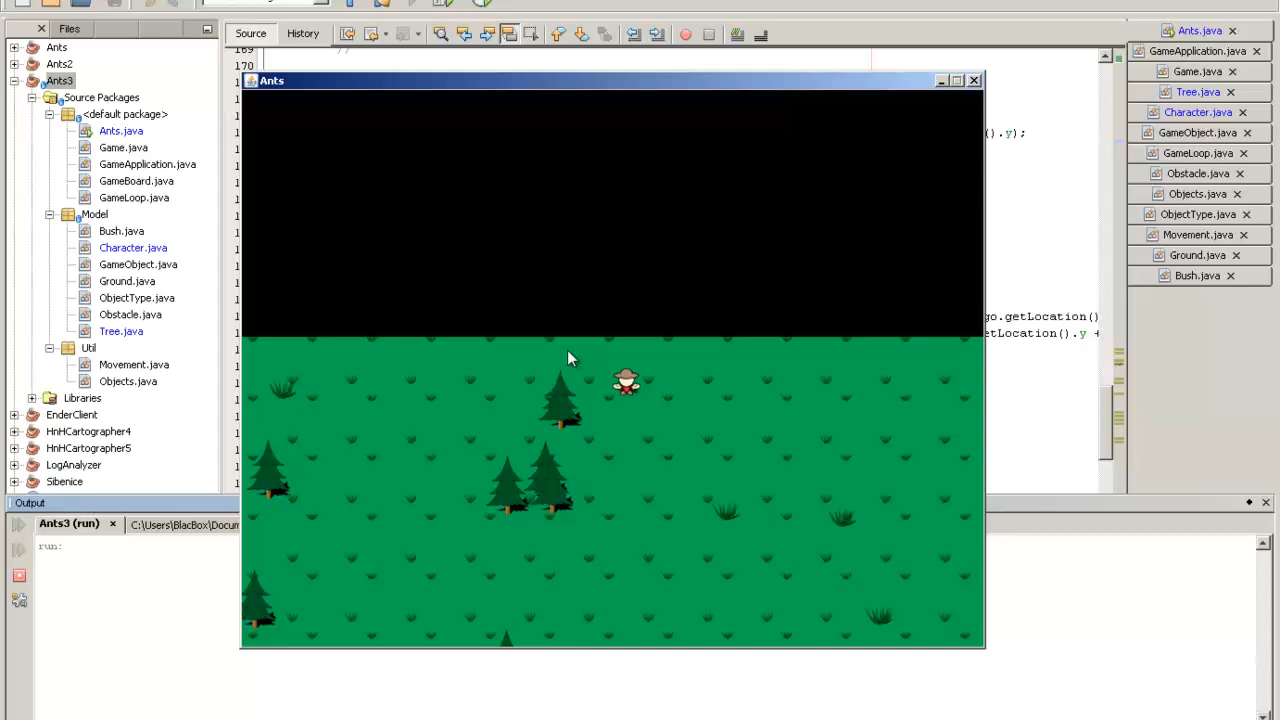 Files
Source
History
Ants.java
Ants
Ants2
Ants3
Source Packages
<default package>
Ants.java
Game.java
GameApplication.java
GameBoard.java
GameLoop.java
Model
Bush.java
Character.java
GameObject.java
Ground.java
ObjectType.java
Obstacle.java
Tree.java
Util
Movement.java
Objects.java
Libraries
EnderClient
HnHCartographer4
HnHCartographer5
LogAnalyzer
Sibenice
169 //
170
Ants
().y);
go.getLocation()
etLocation().y +
GameApplication.java
Game.java
Tree.java
Character.java
GameObject.java
GameLoop.java
Obstacle.java
Objects.java
ObjectType.java
Movement.java
Ground.java
Bush.java
Output
Ants3 (run)
C:\Users\BlacBox\Docum
run: